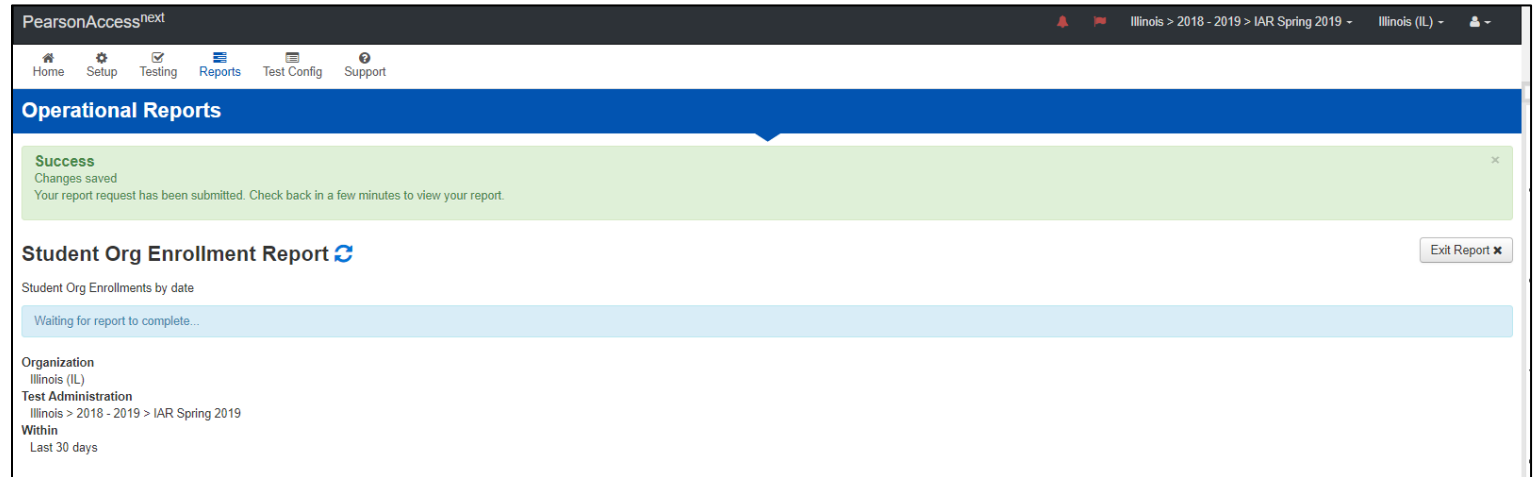 PearsonAccessnext
Illinois > 2018 - 2019 > IAR Spring 2019
Illinois (IL)
Home Setup Testing Reports Test Config Support
Operational Reports
Success
×
Changes saved
Your report request has been submitted. Check back in a few minutes to view your report.
Student Org Enrollment Report
Exit Report ×
Student Org Enrollments by date
Waiting for report to complete...
Organization
Illinois (IL)
Test Administration
Illinois > 2018 - 2019 > IAR Spring 2019
Within
Last 30 days